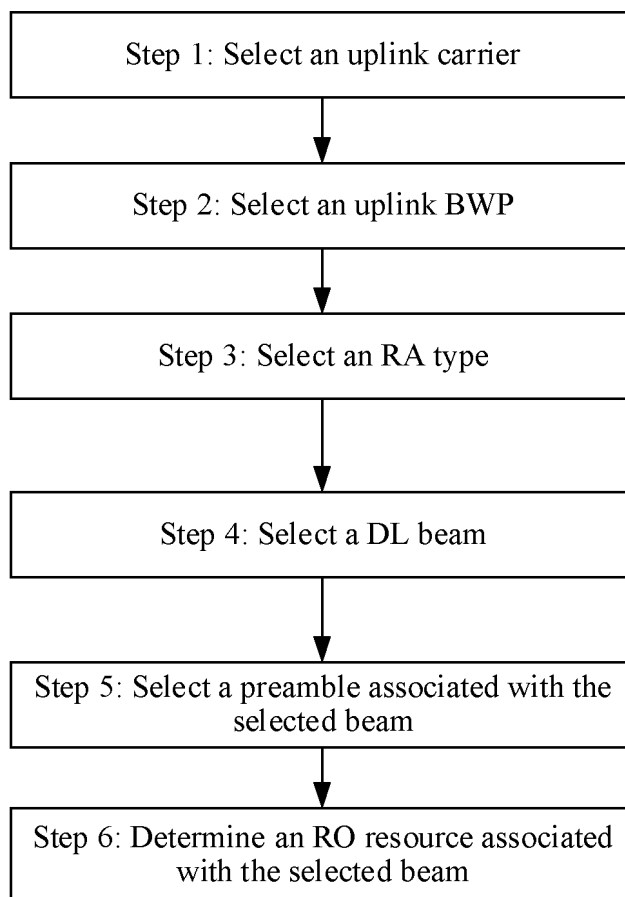 Step 1: Select an uplink carrier
Step 2: Select an uplink BWP
Step 3: Select an RA type
Step 4: Select a DL beam
Step 5: Select a preamble associated with the
selected beam
Step 6: Determine an RO resource associated
with the selected beam